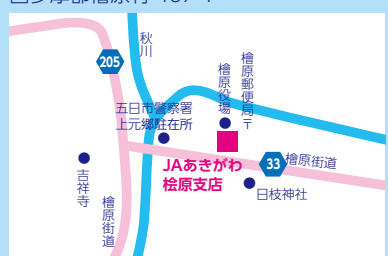 秋川
205
檜原郵便局〒
檜原役場
五日市警察署
上元郷駐在所
JAあきがわ
桧原支店
33
檜原街道
吉祥寺
日枝神社
檜原街道